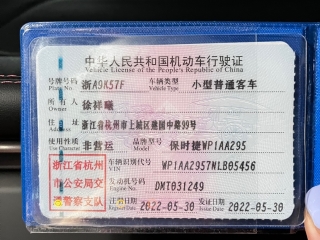 中华人民共和国机动车行驶证
Vehicle License of the People's Republic of China
号牌号码 浙A9K57F 车辆类型 小型普通客车
Plate No. Vehicle Type
所有人 徐祥曦
Owner
住址 浙江省杭州市上城区建国中路99号
Address
使用性质 非营运 品牌型号 保时捷WP1AA295
Use Character Model
浙江省杭州 车辆识别代号 WP1AA2957NLB05456
VIN
市公安局交 发动机号码 DMT031249
Engine No.
通警察支队 注册日期 2022-05-30 发证日期 2022-05-30
Register Date Issue Date